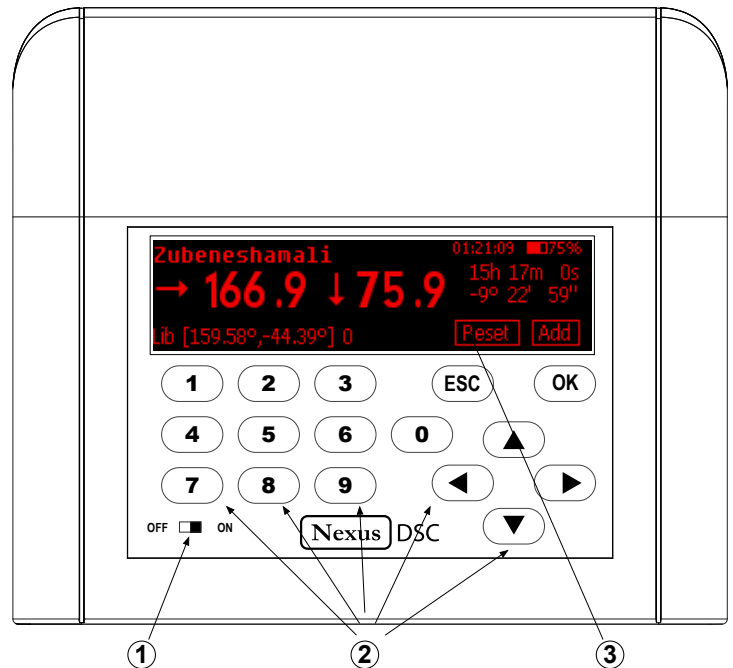 Zubeneshamali 01:21:09 75%
→ 166.9 ↓75.9 15h 17m 0s
-9º 22' 59"
Lib [159.58º,-44.39º] 0 Peset Add
1 2 3 ESC OK
4 5 6 0
7 8 9
OFF ON Nexus DSC
1 2 3